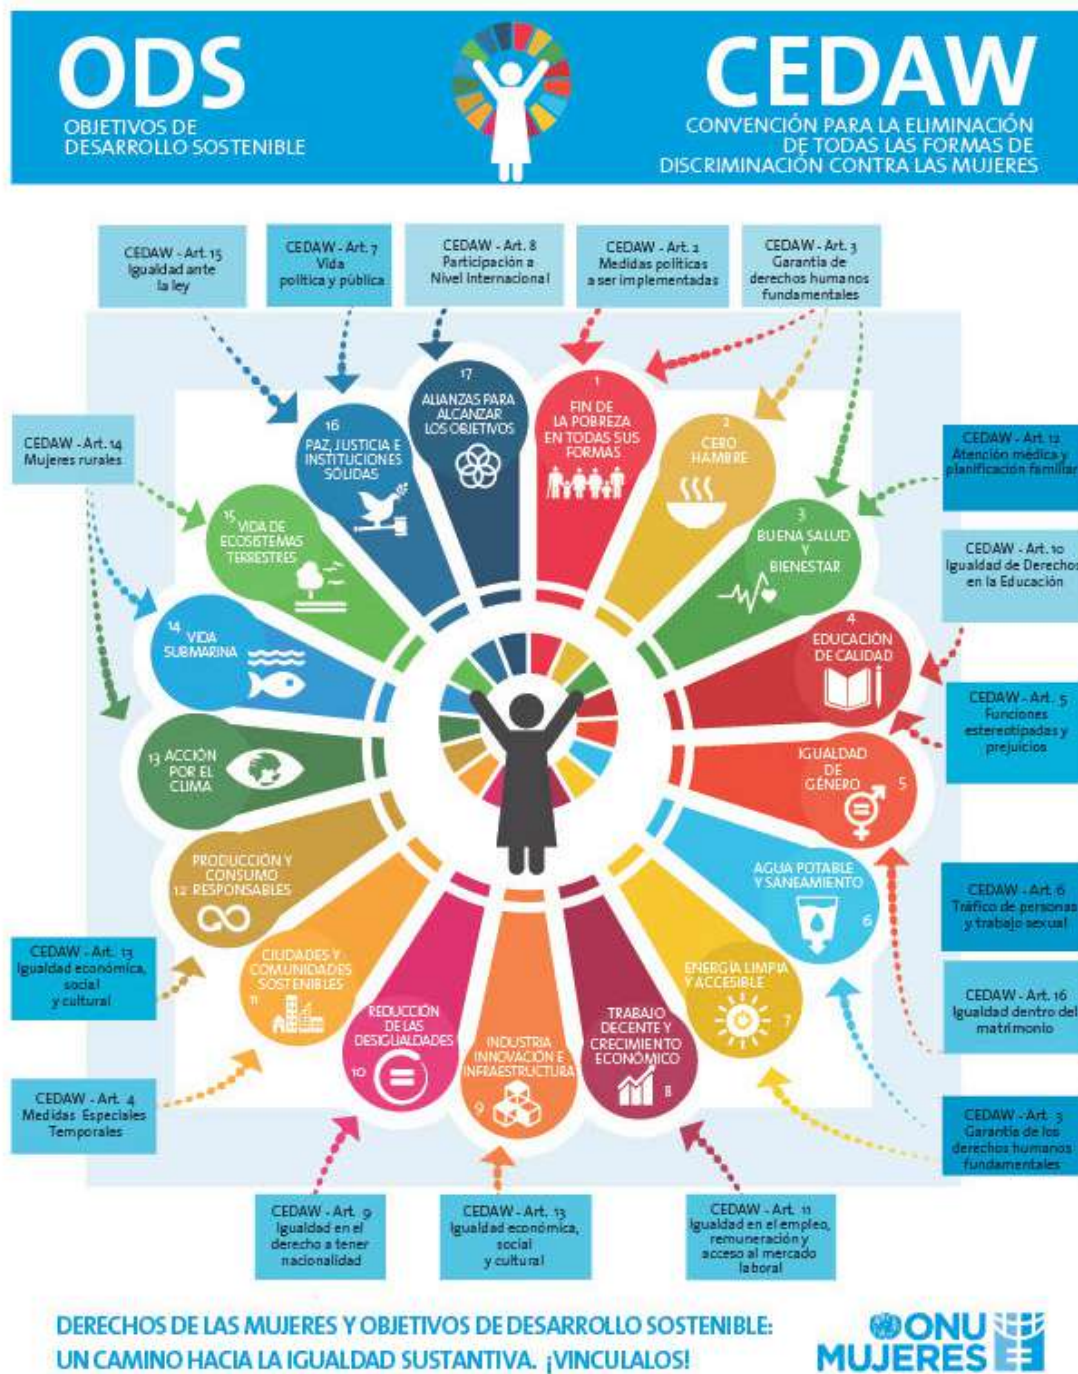 ODS
OBJETIVOS DE
DESARROLLO SOSTENIBLE
CEDAW
CONVENCIÓN PARA LA ELIMINACIÓN
DE TODAS LAS FORMAS DE
DISCRIMINACIÓN CONTRA LAS MUJERES
CEDAW - Art. 15
Igualdad ante
la ley
CEDAW - Art. 7
Vida
política y pública
CEDAW - Art. 8
Participación a
Nivel Internacional
CEDAW - Art. 2
Medidas políticas
a ser implementadas
CEDAW - Art. 3
Garantía de
derechos humanos
fundamentales
CEDAW - Art. 14
Mujeres rurales
CEDAW - Art. 12
Atención médica y
planificación familiar
CEDAW - Art. 10
Igualdad de Derechos
en la Educación
CEDAW - Art. 5
Funciones
estereotipadas y
prejuicios
CEDAW - Art. 6
Tráfico de personas
y trabajo sexual
CEDAW - Art. 16
Igualdad dentro del
matrimonio
CEDAW - Art. 3
Garantía de los
derechos humanos
fundamentales
CEDAW - Art. 13
Igualdad económica,
social
y cultural
CEDAW - Art. 4
Medidas Especiales
Temporales
CEDAW - Art. 9
Igualdad en el
derecho a tener
nacionalidad
CEDAW - Art. 13
Igualdad económica,
social
y cultural
CEDAW - Art. 11
Igualdad en el empleo,
remuneración y
acceso al mercado
laboral
1
FIN DE
LA POBREZA
EN TODAS SUS
FORMAS
2
CERO
HAMBRE
3
BUENA SALUD
Y
BIENESTAR
4
EDUCACIÓN
DE CALIDAD
IGUALDAD
DE
GÉNERO
5
AGUA POTABLE
Y SANEAMIENTO
6
ENERGÍA LIMPIA
Y ACCESIBLE
7
TRABAJO
DECENTE Y
CRECIMIENTO
ECONÓMICO
8
INDUSTRIA
INNOVACIÓN E
INFRAESTRUCTURA
9
REDUCCIÓN
DE LAS
DESIGUALDADES
10
CIUDADES Y
COMUNIDADES
SOSTENIBLES
11
PRODUCCIÓN Y
CONSUMO
12 RESPONSABLES
13 ACCIÓN
POR EL
CLIMA
14 VIDA
SUBMARINA
15 VIDA DE
ECOSISTEMAS
TERRESTRES
16
PAZ, JUSTICIA E
INSTITUCIONES
SÓLIDAS
17
ALIANZAS PARA
ALCANZAR
LOS OBJETIVOS
DERECHOS DE LAS MUJERES Y OBJETIVOS DE DESARROLLO SOSTENIBLE:
UN CAMINO HACIA LA IGUALDAD SUSTANTIVA. ¡VINCULALOS!
ONU
MUJERES